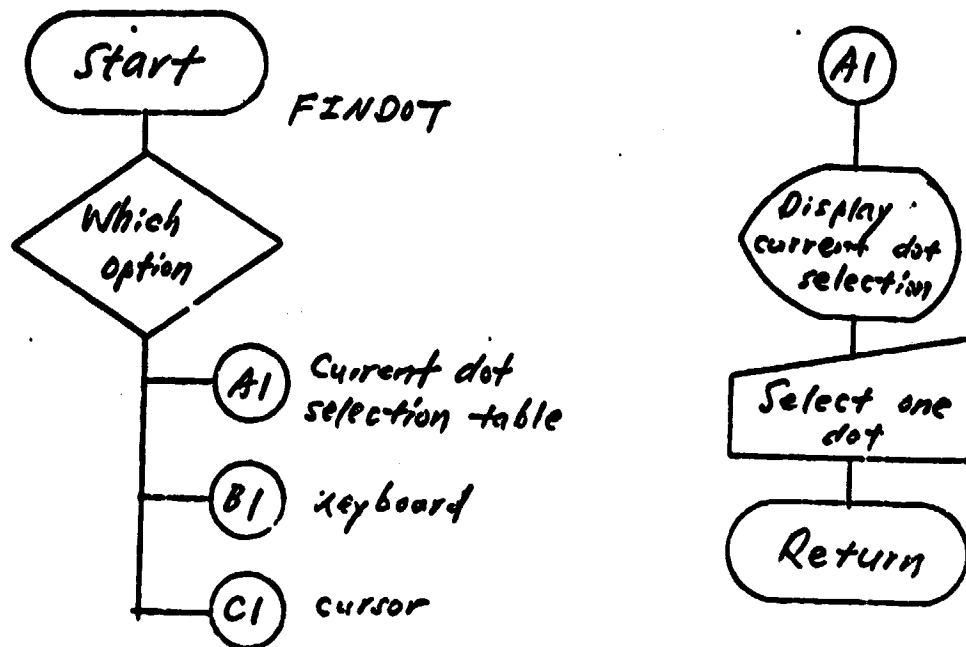 Start
FINDOT
Which
option
A1
Current dot
selection table
B1
keyboard
C1
cursor
A1
Display
current dot
selection
Select one
dot
Return